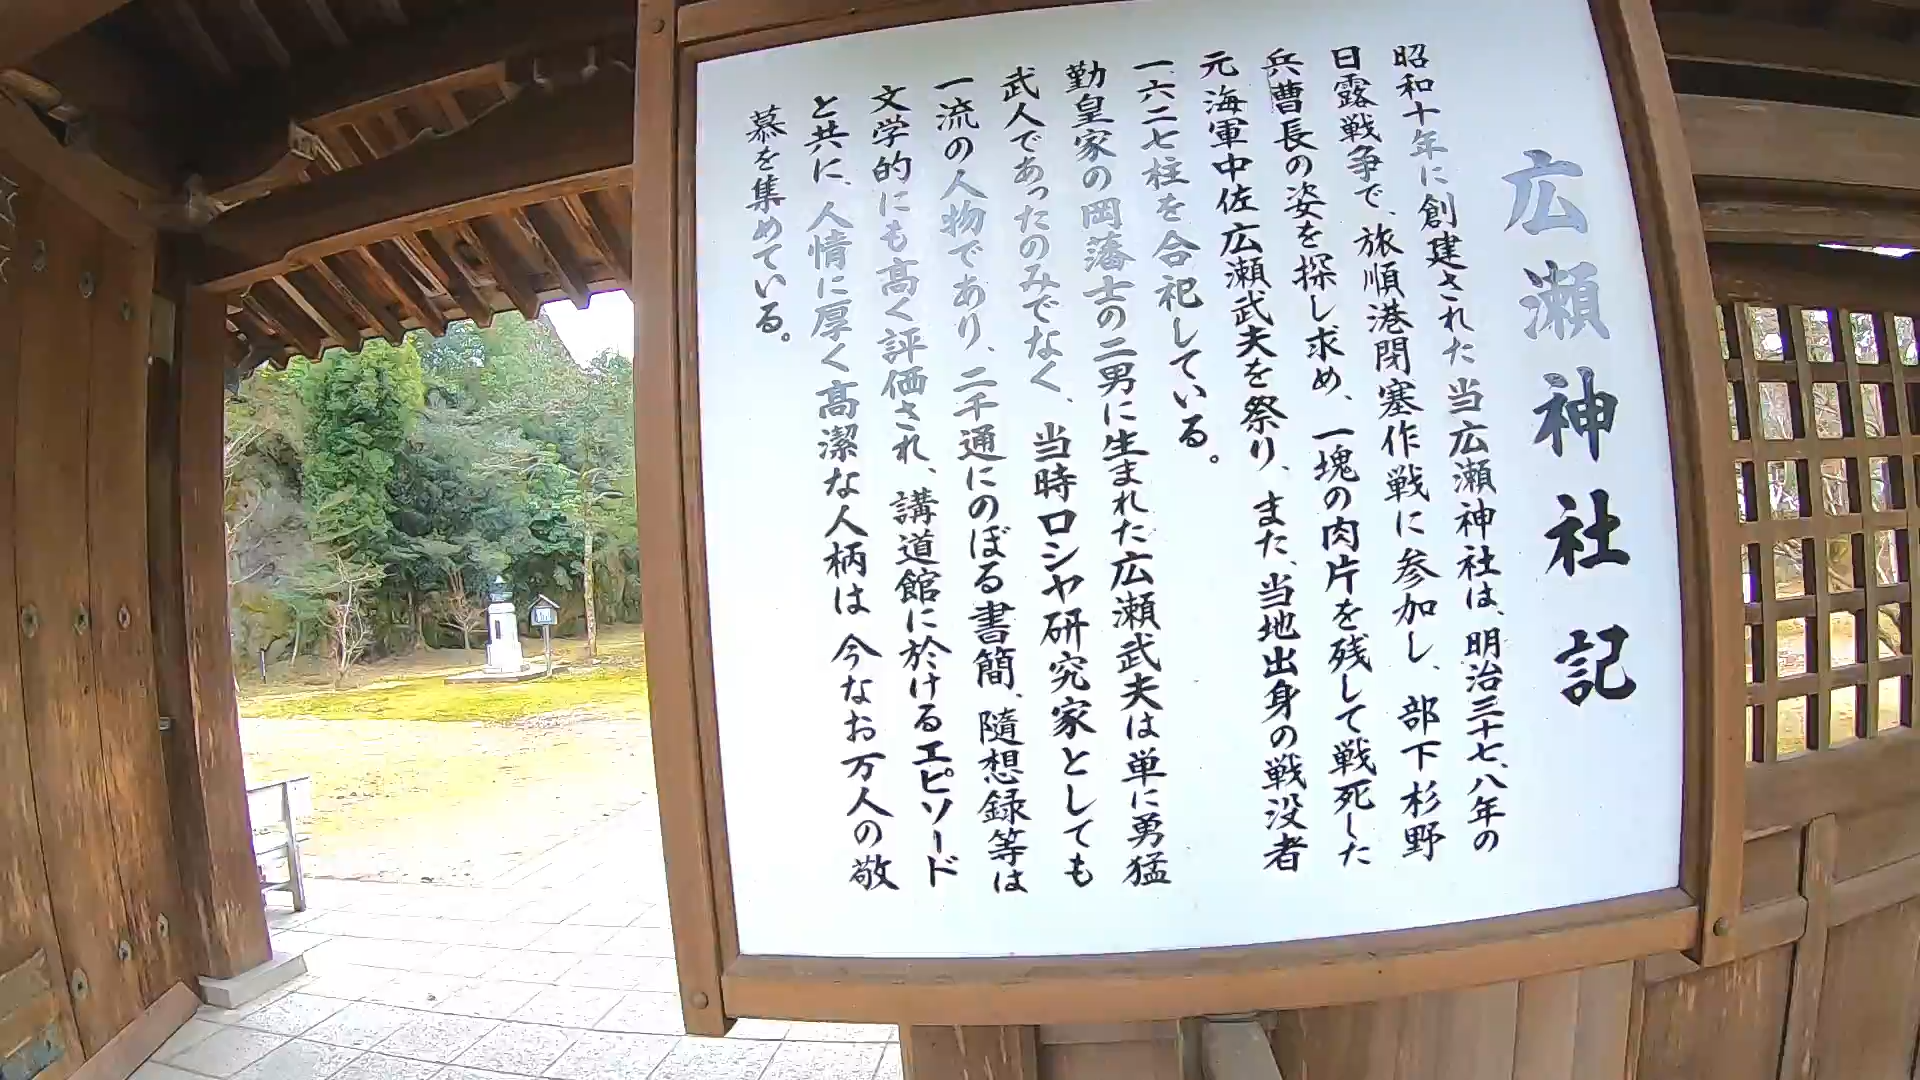 広瀬神社記
昭和十年に創建された当広瀬神社は、明治三十七、八年の
日露戦争で、旅順港閉塞作戦に参加し、部下杉野
兵曹長の姿を探し求め、一塊の肉片を残して戦死した
元海軍中佐広瀬武夫を祭り、また、当地出身の戦没者
一、六二七柱を合祀している。
勤皇家の岡藩士の二男に生まれた広瀬武夫は単に勇猛
武人であったのみでなく、当時ロシヤ研究家としても
一流の人物であり、二千通にのぼる書簡、随想録等は
文学的にも高く評価され、講道館に於けるエピソード
と共に、人情に厚く高潔な人柄は今なお万人の敬
慕を集めている。